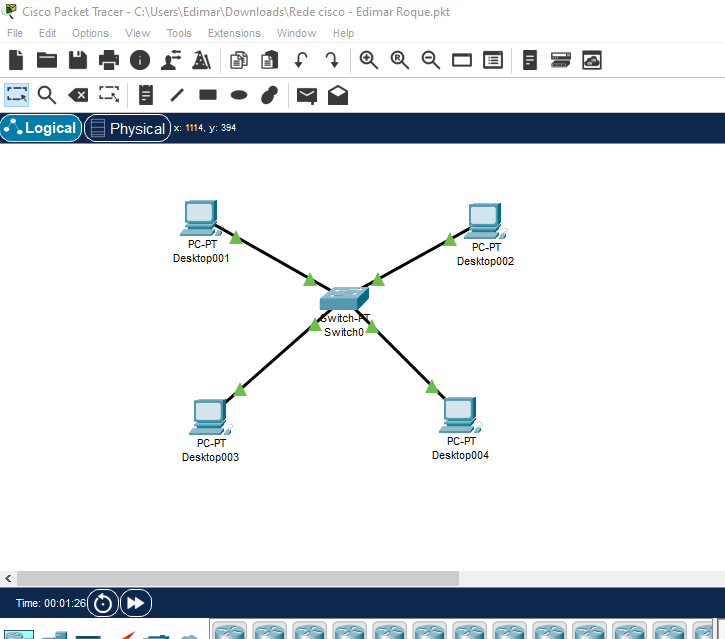 Cisco Packet Tracer - C:\Users\Edimar\Downloads\Rede cisco - Edimar Roque.pkt
File Edit Options View Tools Extensions Window Help
Logical Physical x: 1114, y: 394
PC-PT
Desktop001
PC-PT
Desktop002
Switch-PT
Switch0
PC-PT
Desktop003
PC-PT
Desktop004
Time: 00:01:26